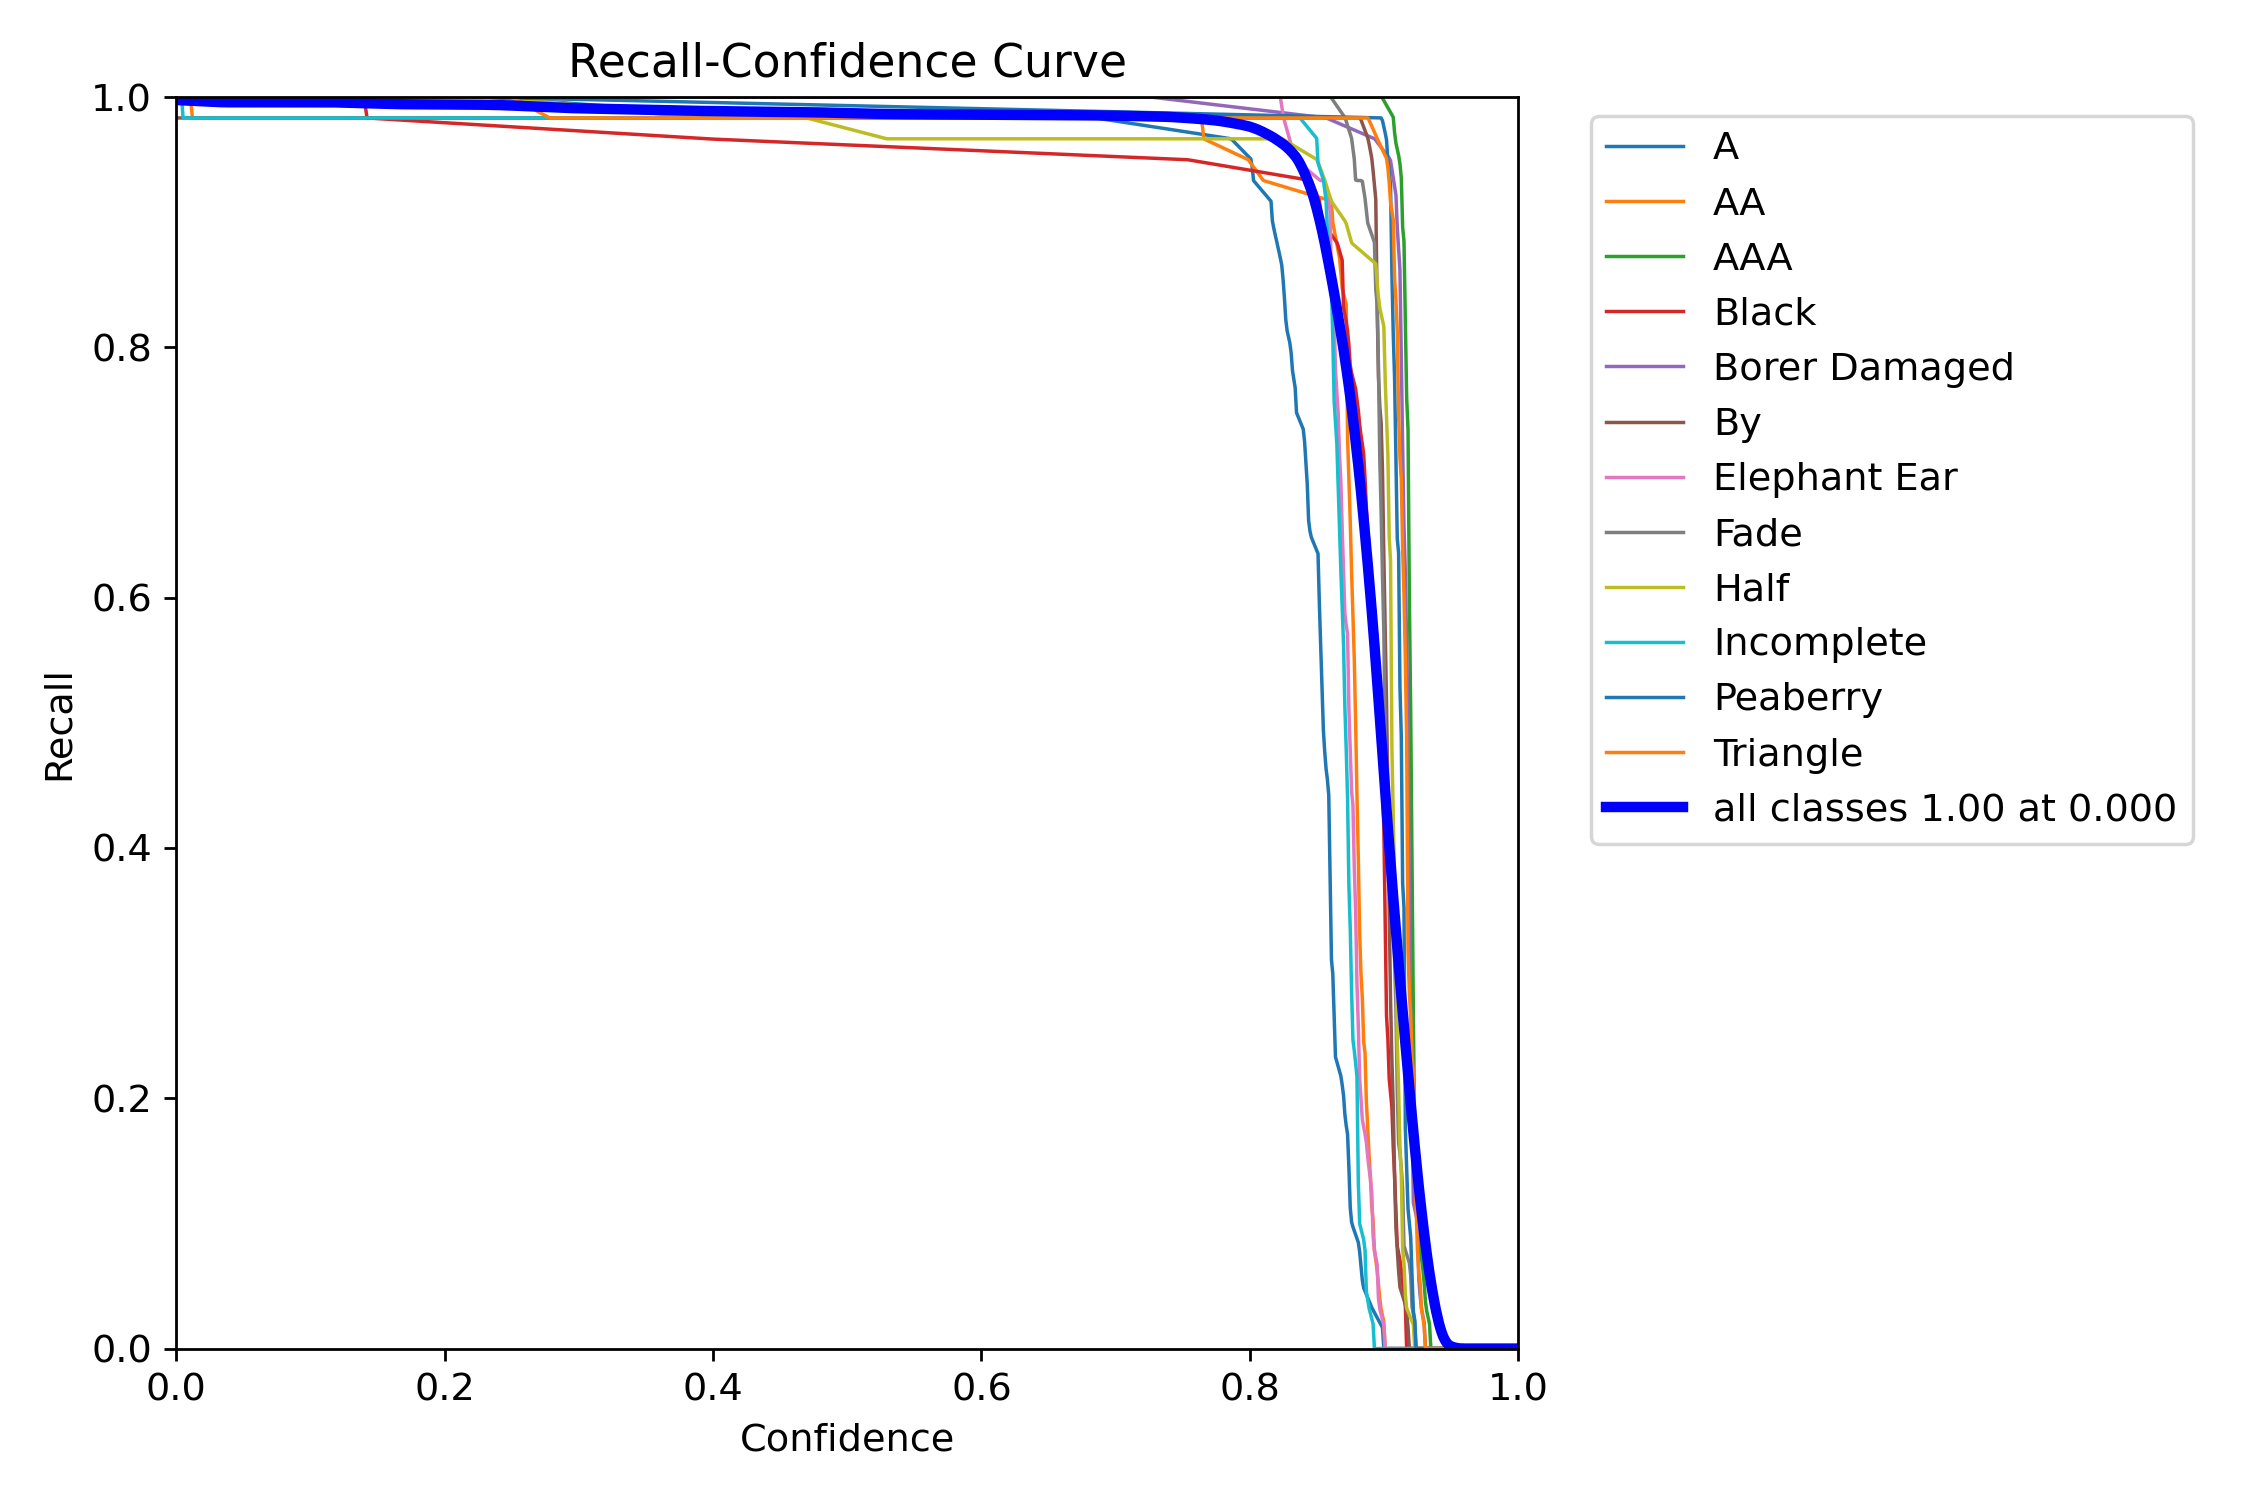 Recall-Confidence Curve
1.0
0.8
0.6
0.4
0.2
0.0
Recall
0.0 0.2 0.4 0.6 0.8 1.0
Confidence
A
AA
AAA
Black
Borer Damaged
By
Elephant Ear
Fade
Half
Incomplete
Peaberry
Triangle
all classes 1.00 at 0.000